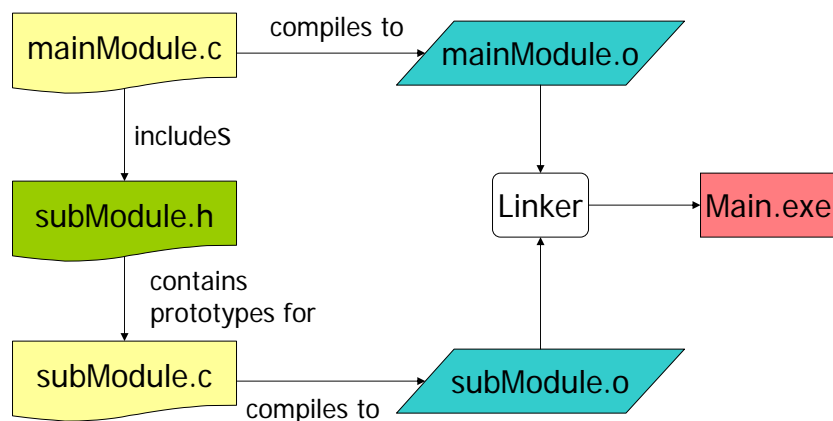 mainModule.c
compiles to
mainModule.o
includes
subModule.h
Linker
Main.exe
contains
prototypes for
subModule.c
compiles to
subModule.o